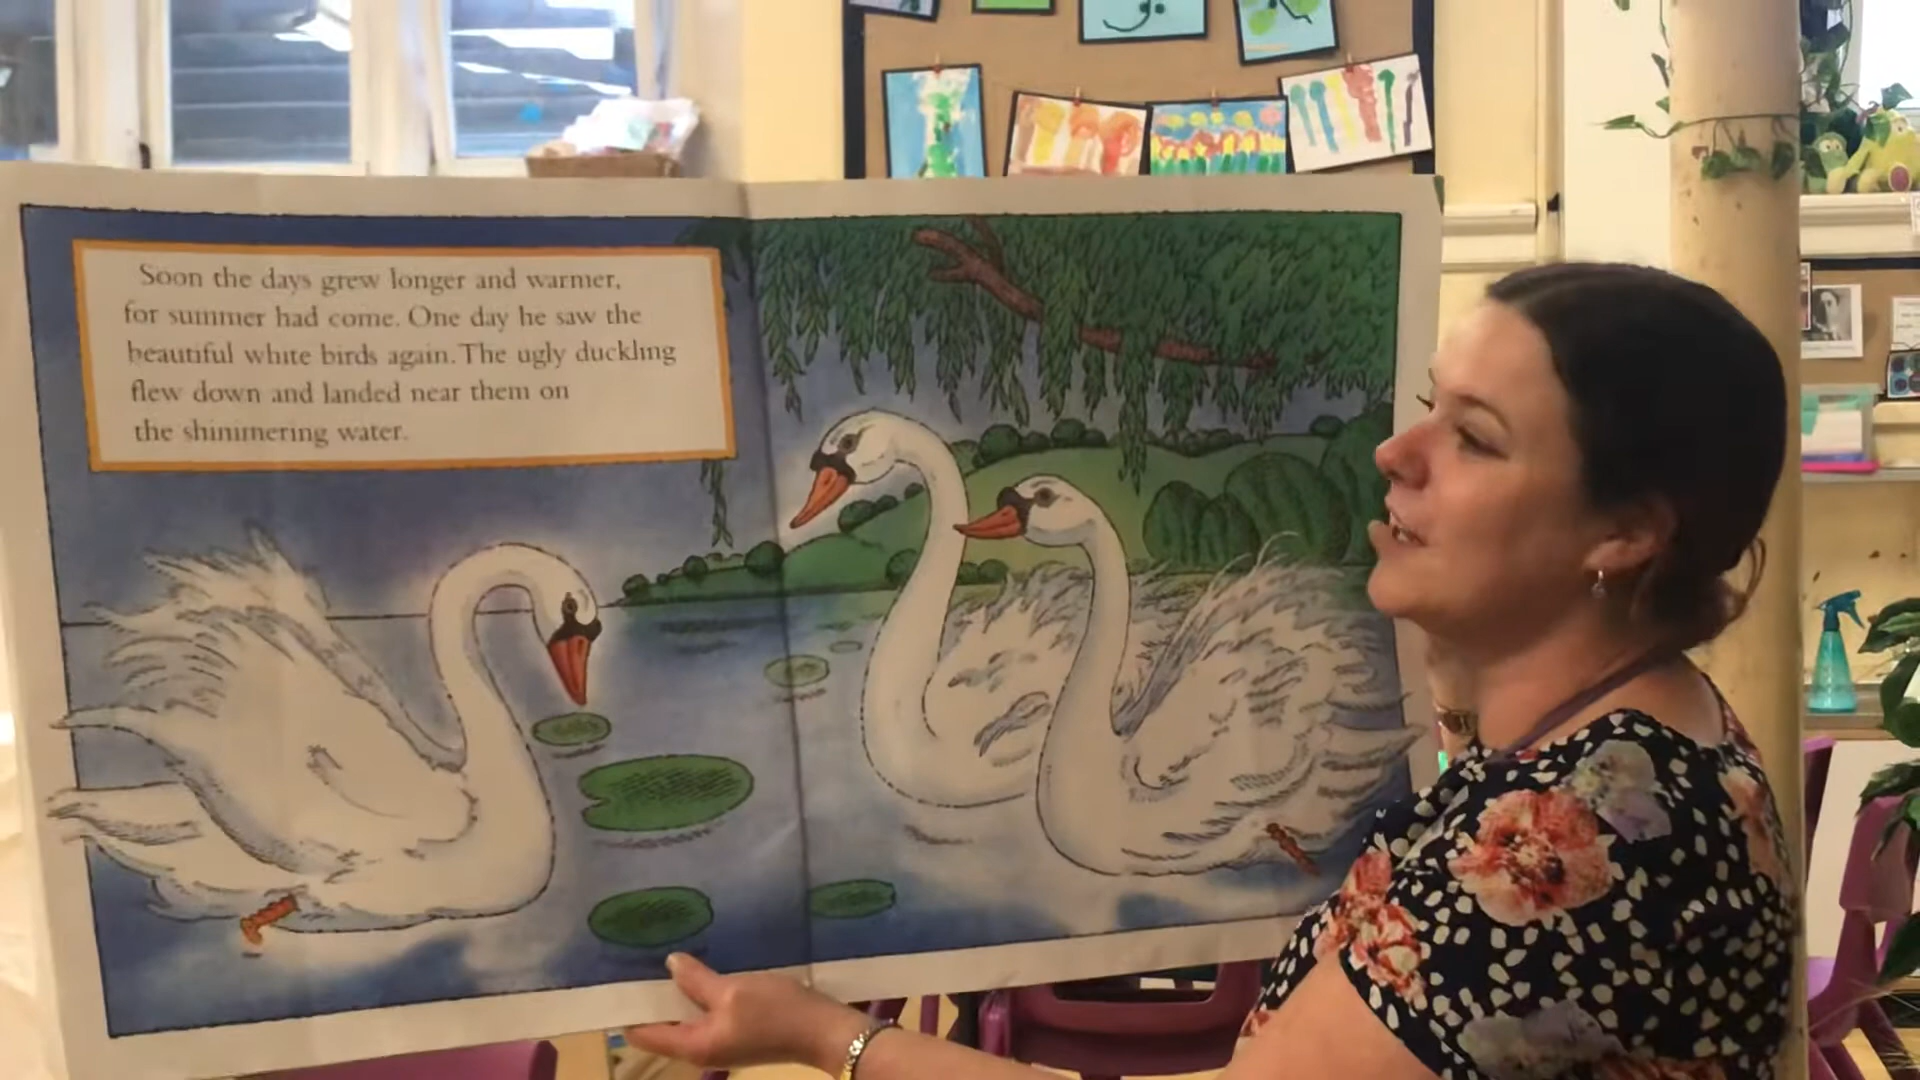 Soon the days grew longer and warmer,
for summer had come. One day he saw the
beautiful white birds again. The ugly duckling
flew down and landed near them on
the shimmering water.